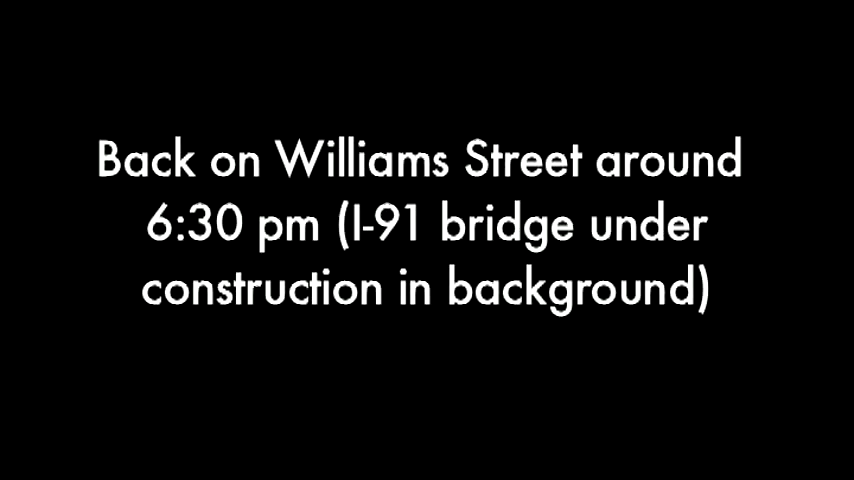 Back on Williams Street around
6:30 pm (I-91 bridge under
construction in background)